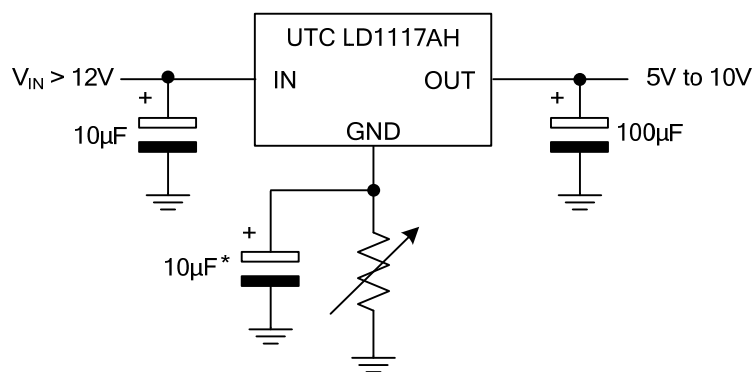 UTC LD1117AH
V_IN > 12V
IN
OUT
5V to 10V
+
+
10µF
GND
100µF
+
10µF*